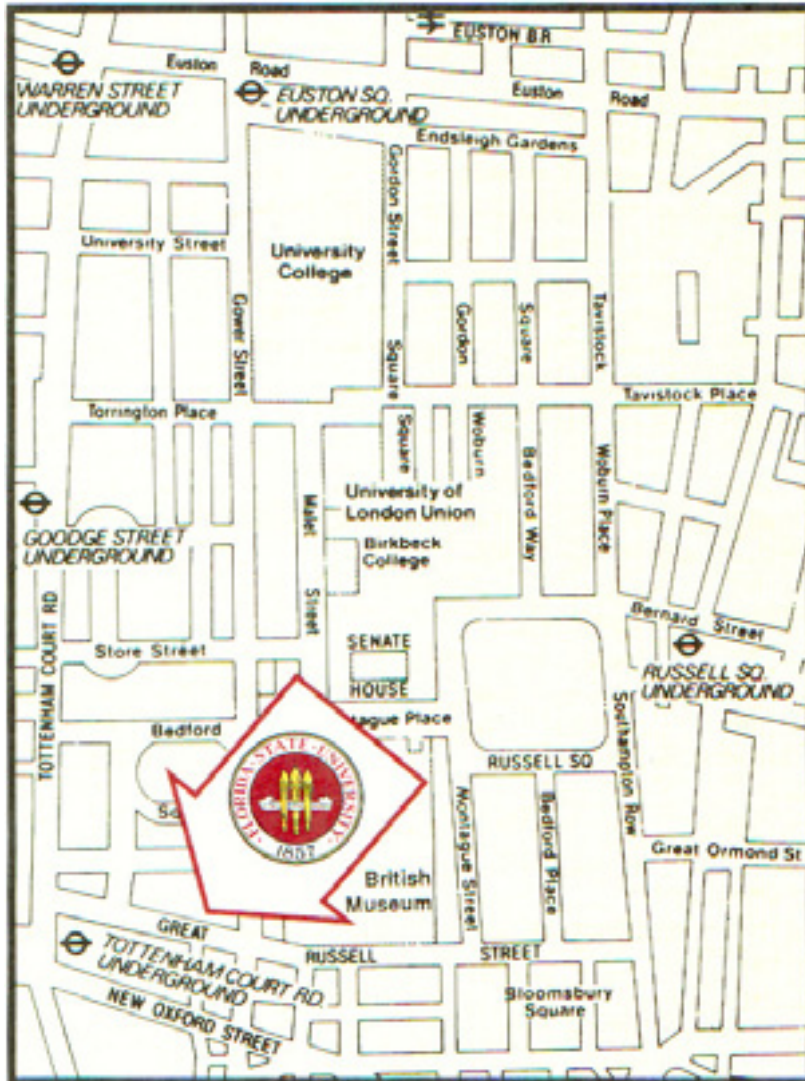 EUSTON BR
Euston
Road
WARREN STREET
UNDERGROUND
EUSTON SQ.
UNDERGROUND
Euston
Road
Endsleigh Gardens
Gordon Street
University Street
University
College
Gower Street
Square
Gordon
Square
Tavistock
Tavistock Place
Torrington Place
Square
Woburn
Bedford Way
Woburn Place
Malet
Street
University of
London Union
Birkbeck
College
GOODGE STREET
UNDERGROUND
TOTTENHAM COURT RD
Store Street
SENATE
HOUSE
Bernard Street
RUSSELL SQ.
UNDERGROUND
Bedford
tague Place
RUSSELL SQ
Southampton Row
FLORIDA·STATE·UNIVERSITY
1857
Montague Street
Bedford Place
Great Ormond St
British
Museum
GREAT
RUSSELL
STREET
TOTTENHAM COURT RD.
UNDERGROUND
NEW OXFORD STREET
Bloomsbury
Square